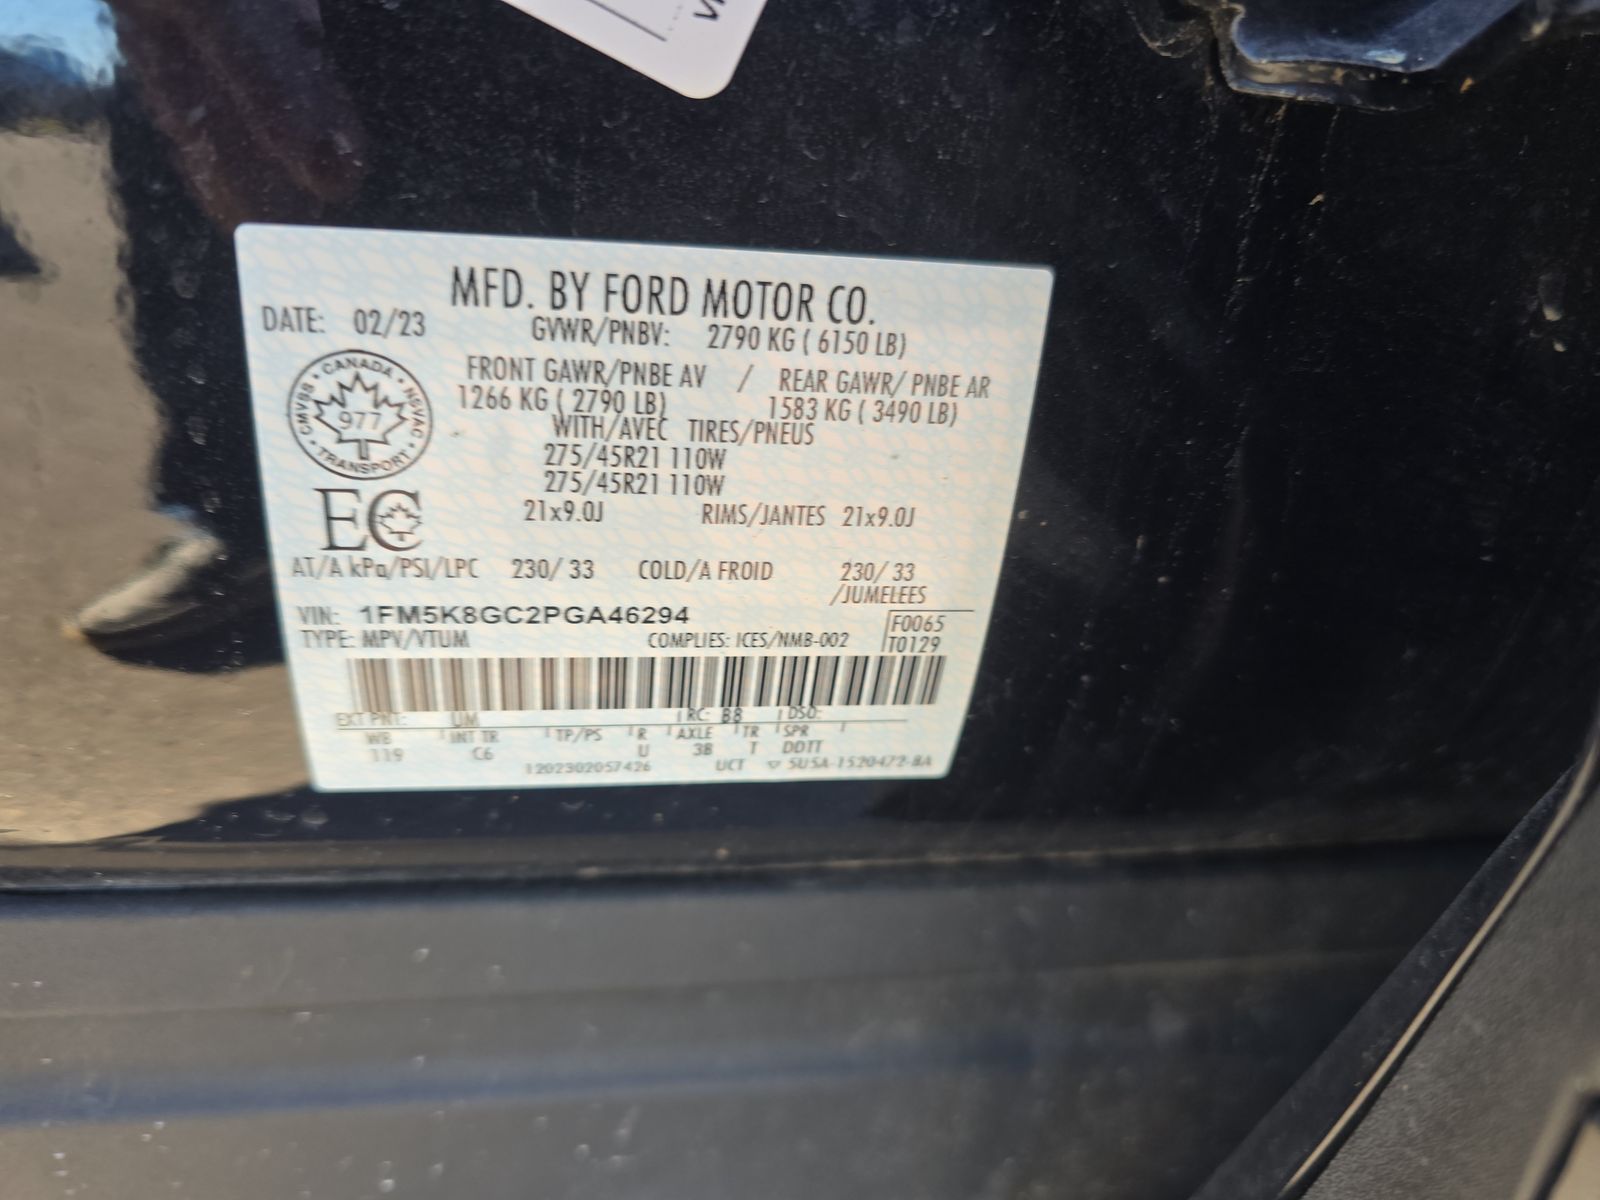 MFD. BY FORD MOTOR CO.
DATE: 02/23
GVWR/PNBV: 2790 KG ( 6150 LB)
FRONT GAWR/PNBE AV / REAR GAWR/ PNBE AR
1266 KG ( 2790 LB) 1583 KG ( 3490 LB)
WITH/AVEC TIRES/PNEUS
275/45R21 110W
275/45R21 110W
CANADA
CMVSS 977 NSVAC
TRANSPORT
EC
21x9.0J RIMS/JANTES 21x9.0J
AT/A kPa/PSI/LPC 230/ 33 COLD/A FROID 230/ 33
/JUMELEES
VIN: 1FM5K8GC2PGA46294
F0065
TYPE: MPV/VTUM COMPLIES: ICES/NMB-002 T0129
EXT PNT: UM RC: B8 DSO:
WB INT TR TP/PS R AXLE TR SPR
119 C6 U 3B T DDTT
1202302057426 UCT 5U5A-1520472-BA